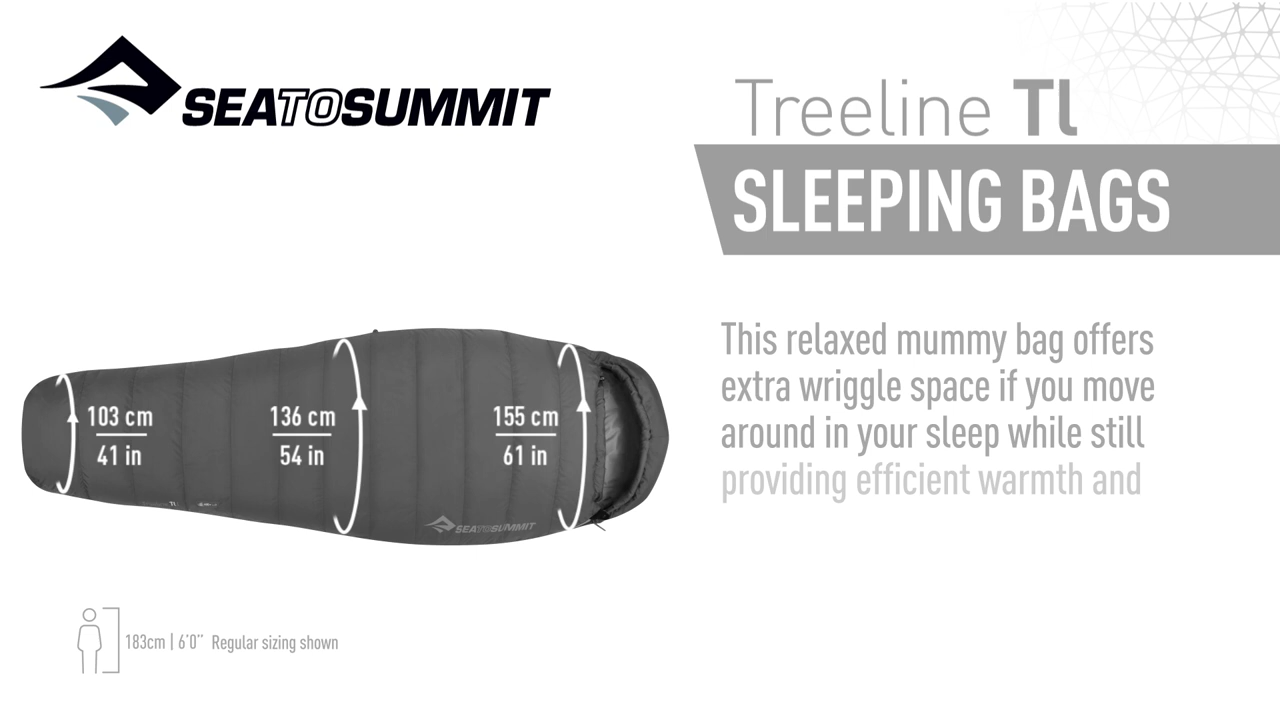 SEATOSUMMIT
Treeline Tl
SLEEPING BAGS
This relaxed mummy bag offers
extra wriggle space if you move
around in your sleep while still
providing efficient warmth and
103 cm
41 in
136 cm
54 in
155 cm
61 in
Tl
SEATOSUMMIT
183cm | 6'0" Regular sizing shown